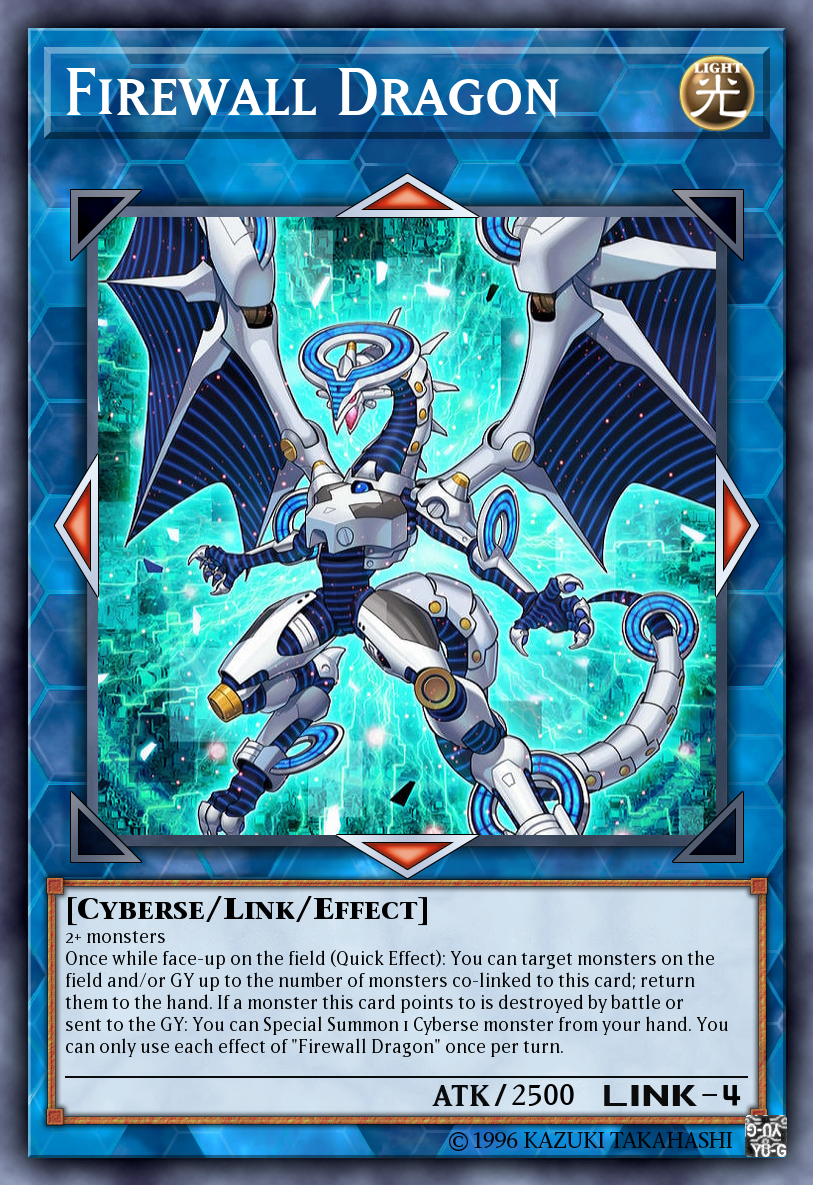 FIREWALL DRAGON
LIGHT
光
[CYBERSE/LINK/EFFECT]
2+ monsters
Once while face-up on the field (Quick Effect): You can target monsters on the
field and/or GY up to the number of monsters co-linked to this card; return
them to the hand. If a monster this card points to is destroyed by battle or
sent to the GY: You can Special Summon 1 Cyberse monster from your hand. You
can only use each effect of "Firewall Dragon" once per turn.
ATK/2500 LINK-4
©1996 KAZUKI TAKAHASHI
YU-G
YU-G